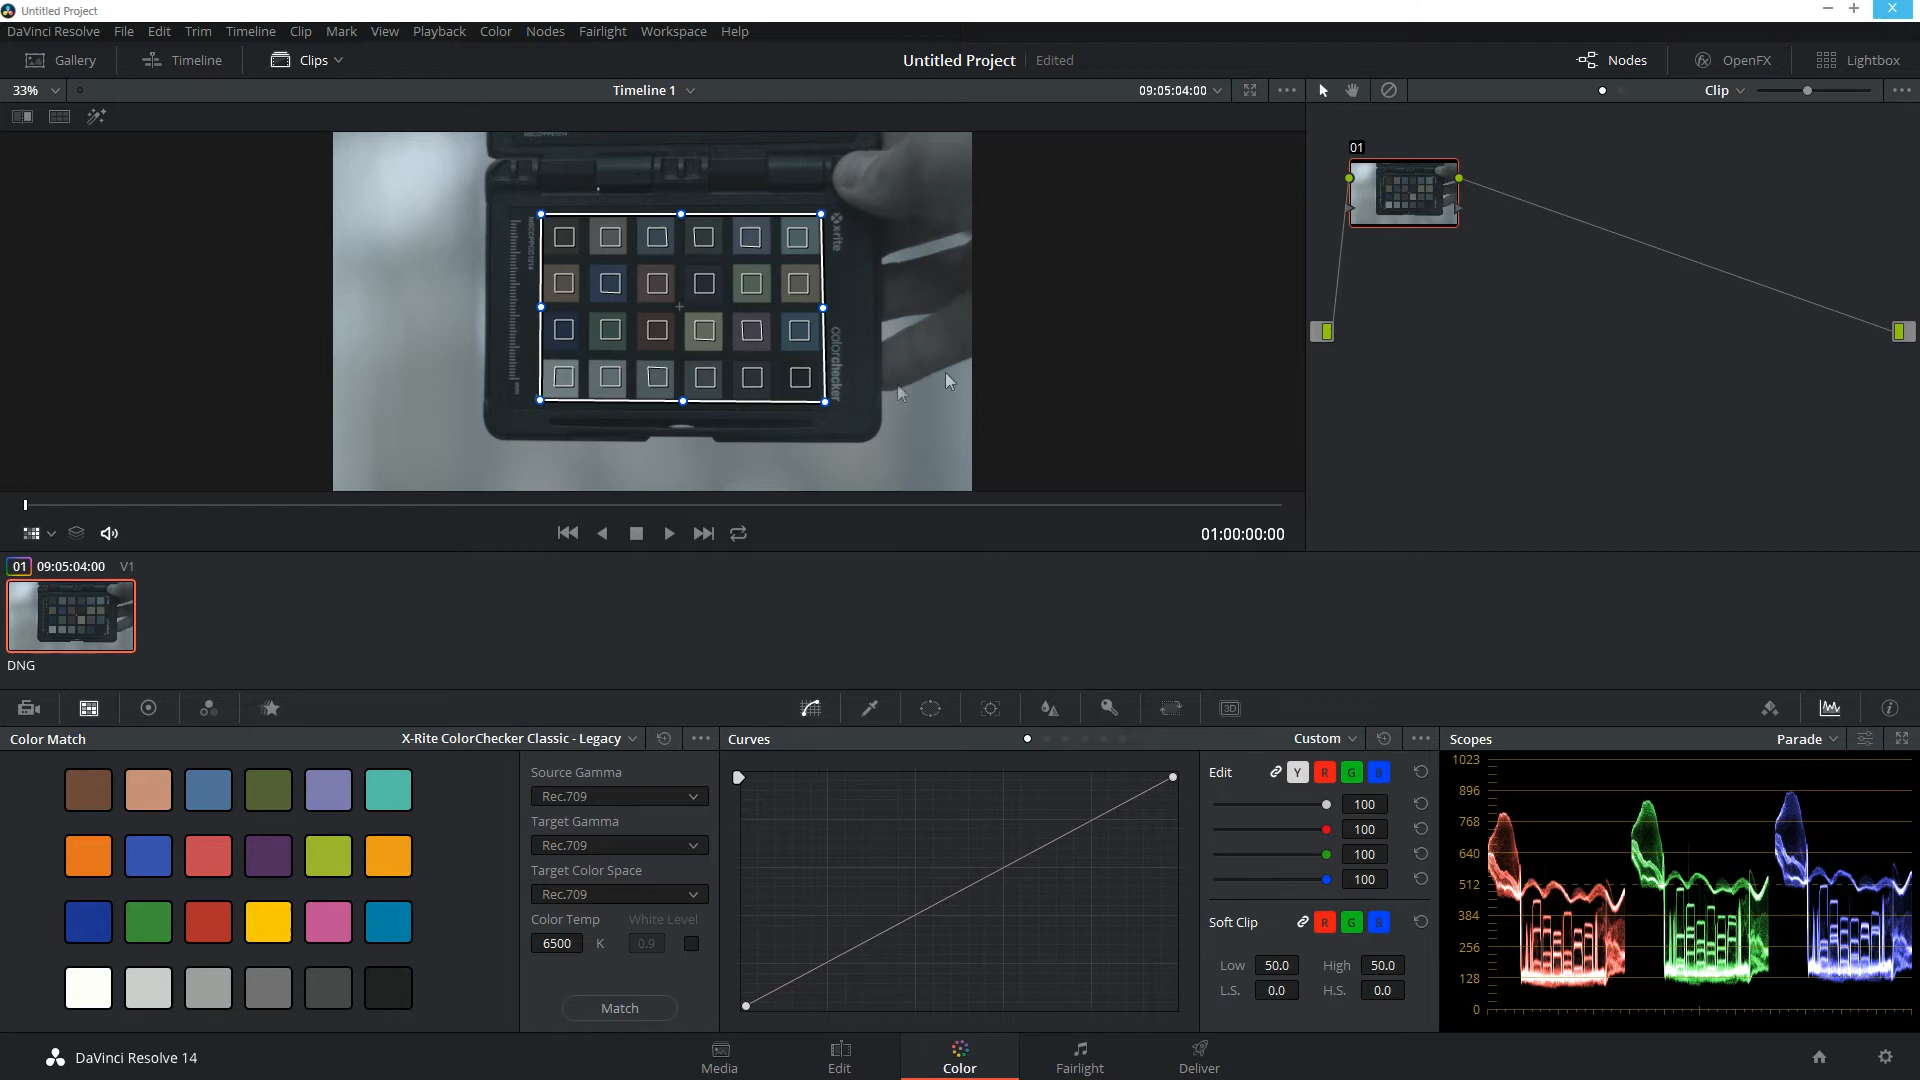 Untitled Project
DaVinci Resolve File Edit Trim Timeline Clip Mark View Playback Color Nodes Fairlight Workspace Help
Gallery Timeline Clips Untitled Project Edited Nodes OpenFX Lightbox
33% Timeline 1 09:05:04:00 Clip
01
x-rite
colorchecker
01:00:00:00
01 09:05:04:00 V1
DNG
3D
Color Match X-Rite ColorChecker Classic - Legacy Curves Custom Scopes Parade
Source Gamma
Rec.709
Target Gamma
Rec.709
Target Color Space
Rec.709
Color Temp White Level
6500 K 0.9
Match
Edit Y R G B
100
100
100
100
Soft Clip R G B
Low 50.0 High 50.0
L.S. 0.0 H.S. 0.0
1023
896
768
640
512
384
256
128
0
DaVinci Resolve 14 Media Edit Color Fairlight Deliver